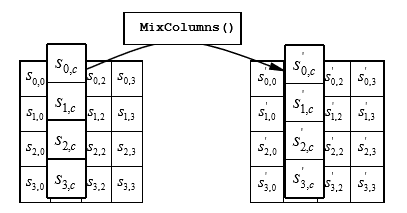 MixColumns()
s0,c s'0,c
s0,0 s0,2 s0,3 s'0,0 s'0,2 s'0,3
s1,c s'1,c
s1,0 s1,2 s1,3 s'1,0 s'1,2 s'1,3
s2,0 s2,c s2,2 s2,3 s'2,0 s'2,c s'2,2 s'2,3
s3,0 s3,c s3,2 s3,3 s'3,0 s'3,c s'3,2 s'3,3